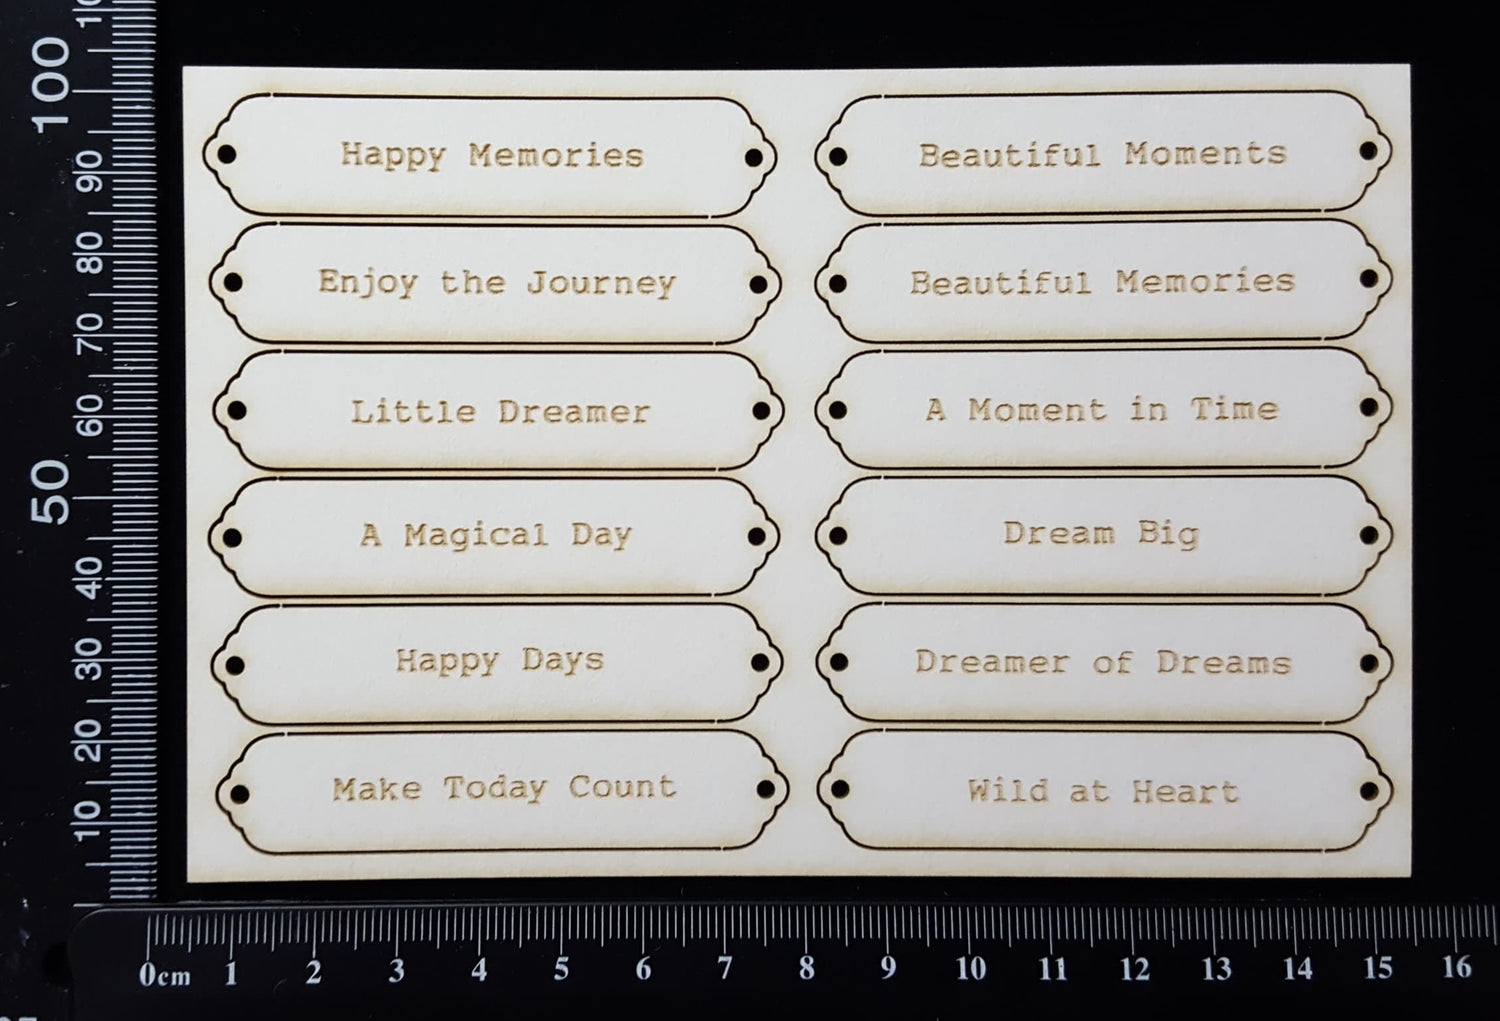 Happy Memories
Beautiful Moments
Enjoy the Journey
Beautiful Memories
Little Dreamer
A Moment in Time
A Magical Day
Dream Big
Happy Days
Dreamer of Dreams
Make Today Count
Wild at Heart
100
90
80
70
60
50
40
30
20
10
0cm 1 2 3 4 5 6 7 8 9 10 11 12 13 14 15 16